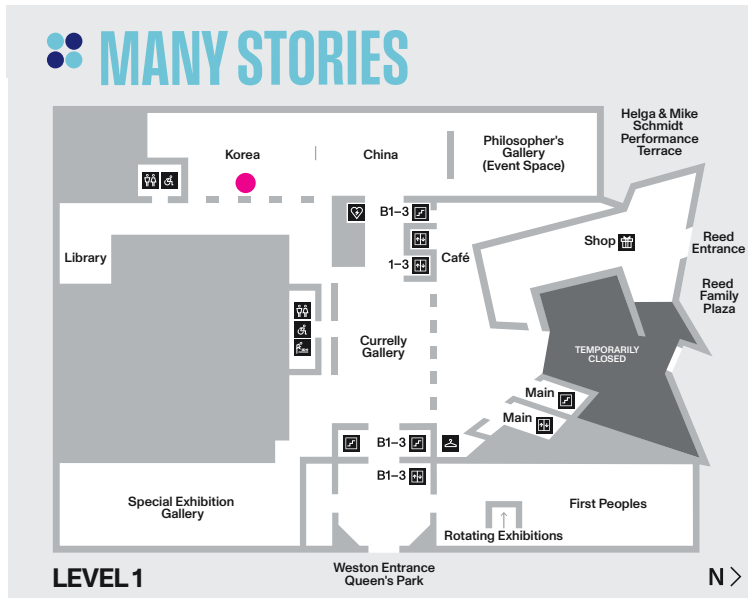 MANY STORIES
Helga & Mike
Schmidt
Performance
Terrace
Korea
China
Philosopher's
Gallery
(Event Space)
B1–3
Shop
Reed
Entrance
Library
1–3
Café
Reed
Family
Plaza
Currelly
Gallery
TEMPORARILY
CLOSED
Main
Main
B1–3
B1–3
Special Exhibition
Gallery
First Peoples
Rotating Exhibitions
Weston Entrance
Queen's Park
LEVEL 1
N